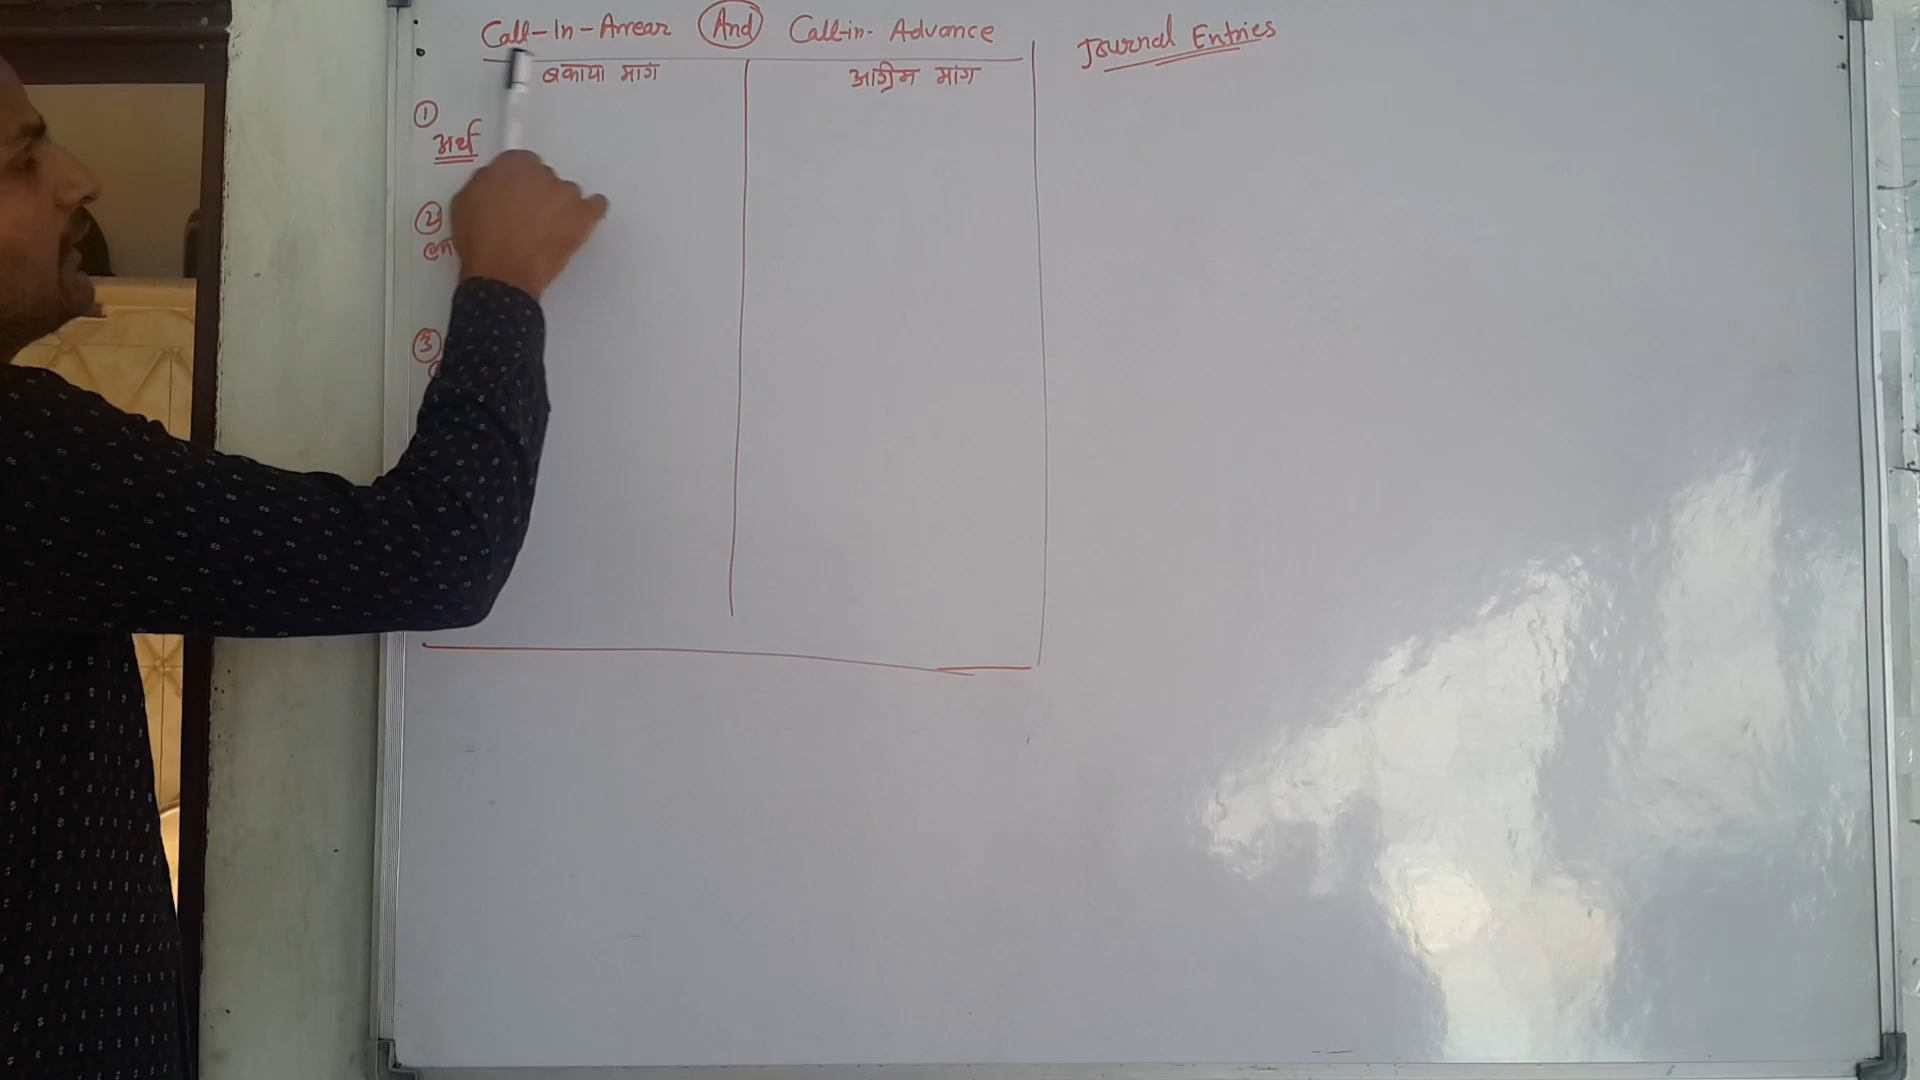 Call-In-Arrear And Call-in-Advance
बकाया मांग
अग्रिम मांग
Journal Entries
①
अर्थ
②
③